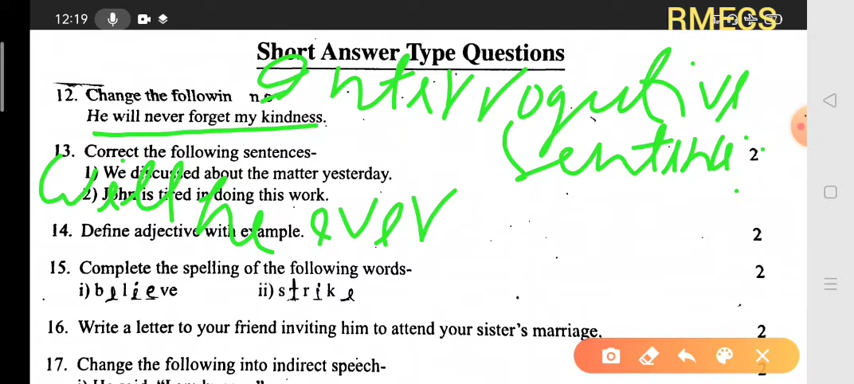 12:19
RMECS
Short Answer Type Questions
12. Change the followin n
Interrogative
He will never forget my kindness.
Sentence
13. Correct the following sentences- 2
1) We discussed about the matter yesterday.
2) John is tired in doing this work.
Will he ever
14. Define adjective with example. 2
15. Complete the spelling of the following words- 2
i) believe ii) strike
16. Write a letter to your friend inviting him to attend your sister's marriage. 2
17. Change the following into indirect speech- 2